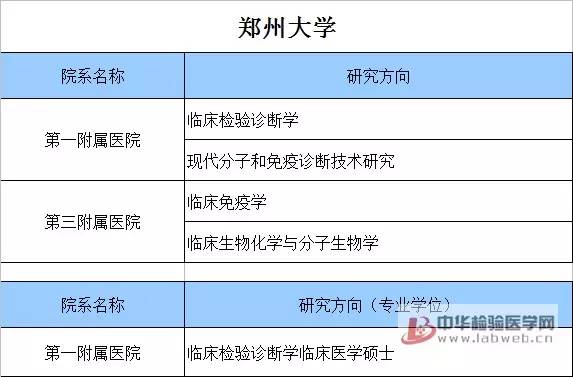 郑州大学
院系名称 研究方向
第一附属医院
临床检验诊断学
现代分子和免疫诊断技术研究
第三附属医院
临床免疫学
临床生物化学与分子生物学
院系名称 研究方向（专业学位）
第一附属医院 临床检验诊断学临床医学硕士
中华检验医学网
www.labweb.cn